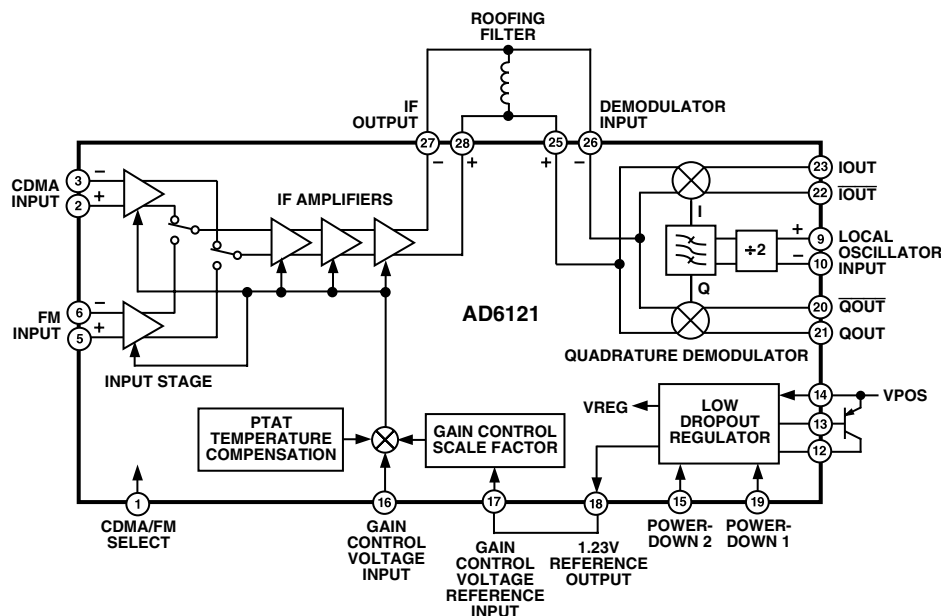 ROOFING
FILTER
IF
OUTPUT
DEMODULATOR
INPUT
27
28
25
26
−
+
+
−
CDMA
INPUT
3
−
2
+
IF AMPLIFIERS
23
IOUT
22
IOUT
I
÷2
+
9
LOCAL
OSCILLATOR
INPUT
−
10
Q
FM
INPUT
6
−
5
+
AD6121
20
QOUT
21
QOUT
INPUT STAGE
QUADRATURE DEMODULATOR
PTAT
TEMPERATURE
COMPENSATION
GAIN CONTROL
SCALE FACTOR
VREG
LOW
DROPOUT
REGULATOR
14
VPOS
13
12
1
16
17
18
15
19
CDMA/FM
SELECT
GAIN
CONTROL
VOLTAGE
INPUT
GAIN
CONTROL
VOLTAGE
REFERENCE
INPUT
1.23V
REFERENCE
OUTPUT
POWER-
DOWN 2
POWER-
DOWN 1